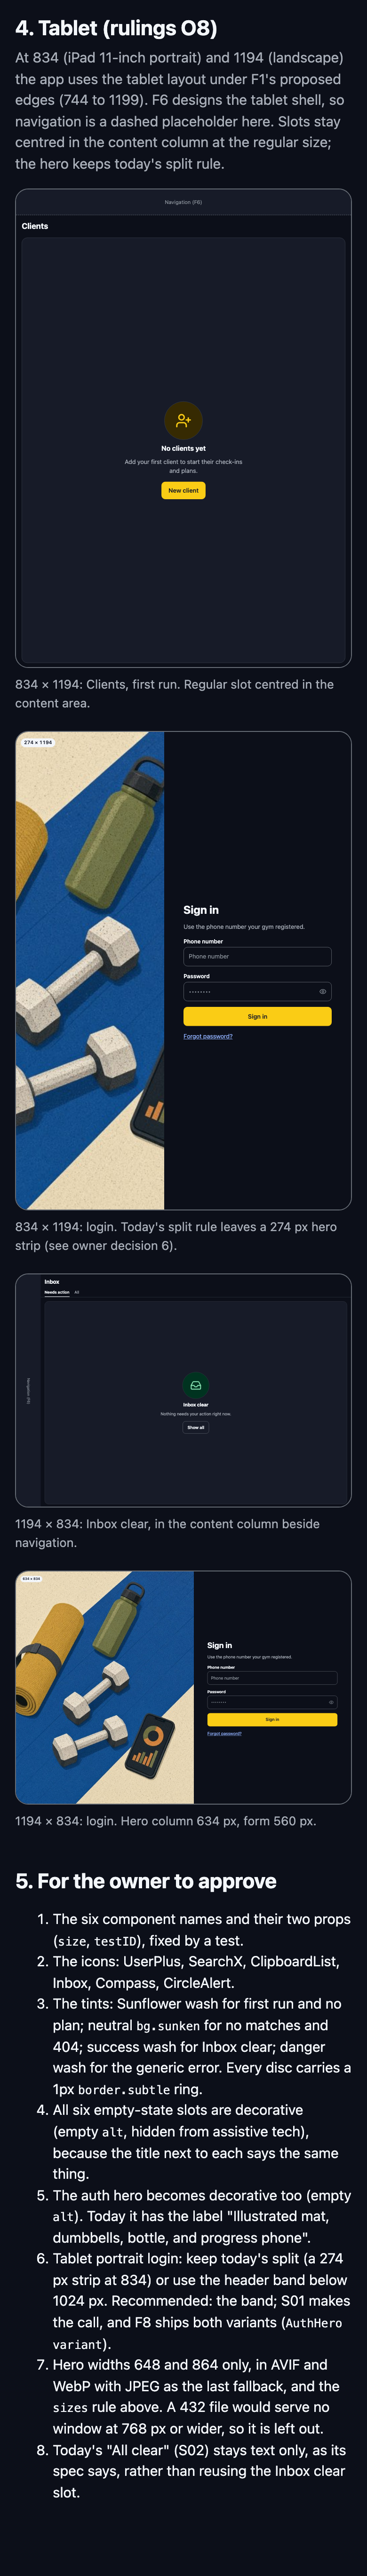 4. Tablet (rulings O8)
At 834 (iPad 11-inch portrait) and 1194 (landscape)
the app uses the tablet layout under F1's proposed
edges (744 to 1199). F6 designs the tablet shell, so
navigation is a dashed placeholder here. Slots stay
centred in the content column at the regular size;
the hero keeps today's split rule.
Navigation (F6)
Clients
No clients yet
Add your first client to start their check-ins
and plans.
New client
834 × 1194: Clients, first run. Regular slot centred in the
content area.
274 × 1194
Sign in
Use the phone number your gym registered.
Phone number
Phone number
Password
Sign in
Forgot password?
834 × 1194: login. Today's split rule leaves a 274 px hero
strip (see owner decision 6).
Navigation (F6)
Inbox
Needs action All
Inbox clear
Nothing needs your action right now.
Show all
1194 × 834: Inbox clear, in the content column beside
navigation.
634 × 834
Sign in
Use the phone number your gym registered.
Phone number
Phone number
Password
Sign in
Forgot password?
1194 × 834: login. Hero column 634 px, form 560 px.
5. For the owner to approve
1. The six component names and their two props
(size, testID), fixed by a test.
2. The icons: UserPlus, SearchX, ClipboardList,
Inbox, Compass, CircleAlert.
3. The tints: Sunflower wash for first run and no
plan; neutral bg.sunken for no matches and
404; success wash for Inbox clear; danger
wash for the generic error. Every disc carries a
1px border.subtle ring.
4. All six empty-state slots are decorative
(empty alt, hidden from assistive tech),
because the title next to each says the same
thing.
5. The auth hero becomes decorative too (empty
alt). Today it has the label "Illustrated mat,
dumbbells, bottle, and progress phone".
6. Tablet portrait login: keep today's split (a 274
px strip at 834) or use the header band below
1024 px. Recommended: the band; S01 makes
the call, and F8 ships both variants (AuthHero
variant).
7. Hero widths 648 and 864 only, in AVIF and
WebP with JPEG as the last fallback, and the
sizes rule above. A 432 file would serve no
window at 768 px or wider, so it is left out.
8. Today's "All clear" (S02) stays text only, as its
spec says, rather than reusing the Inbox clear
slot.